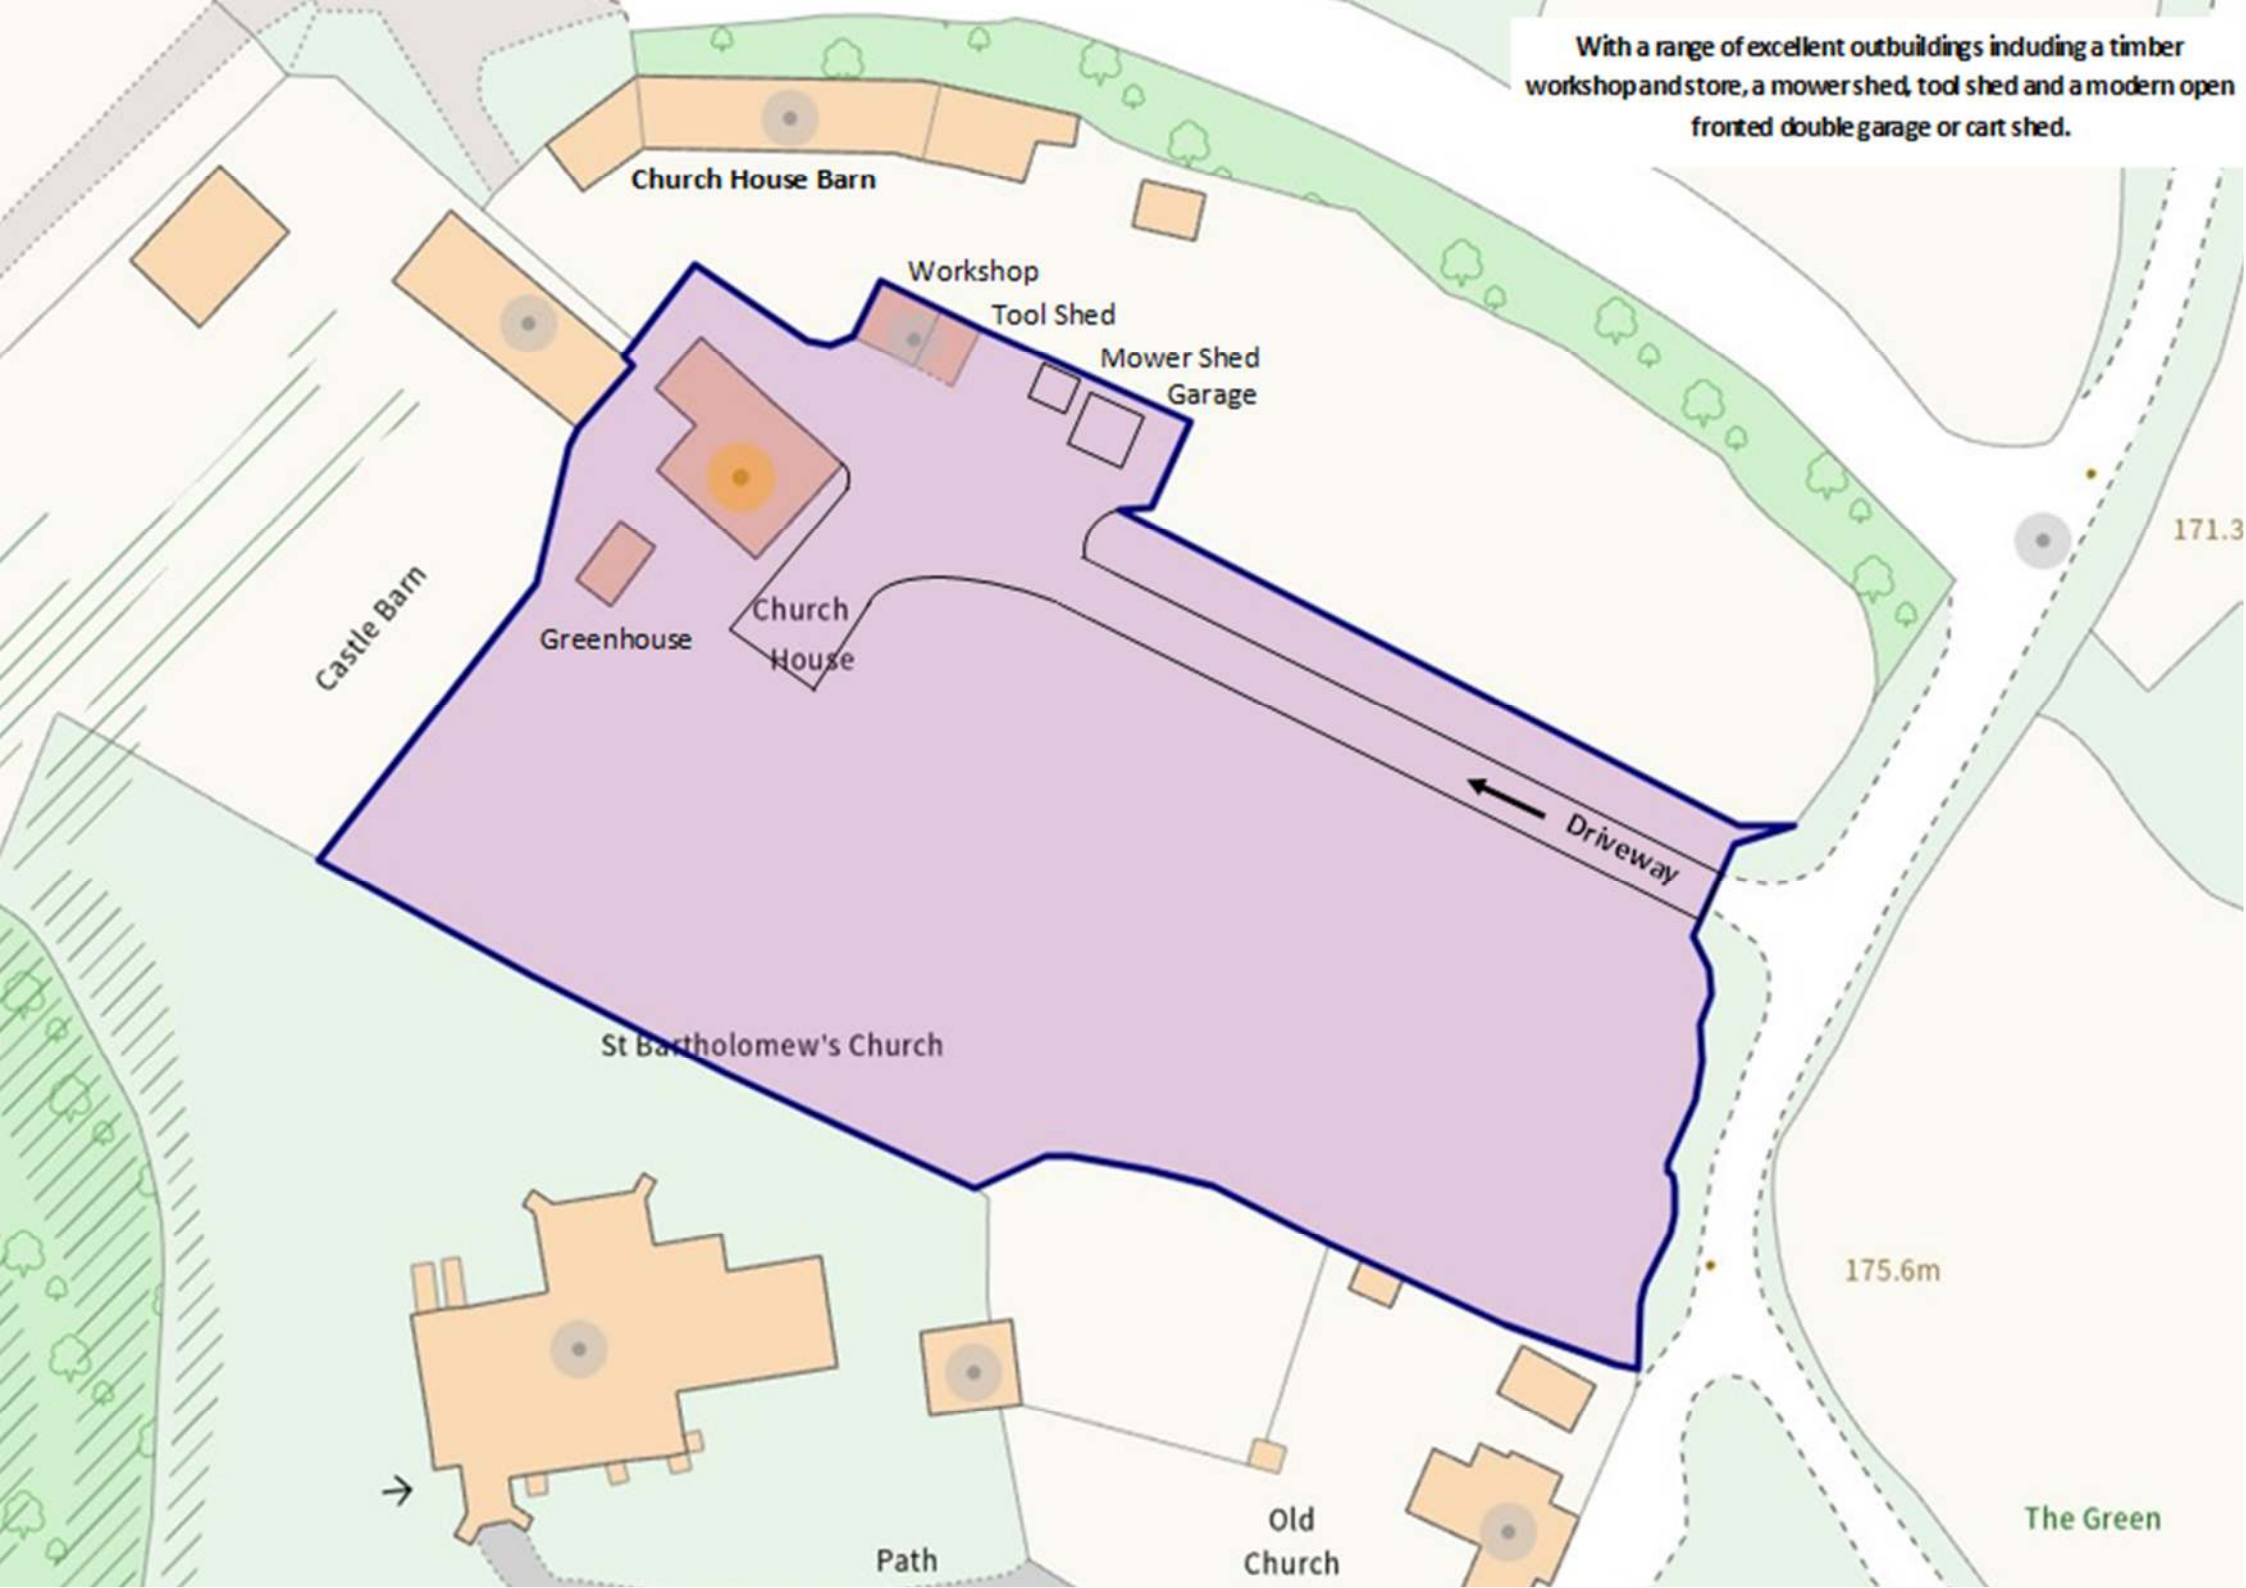 With a range of excellent outbuildings including a timber
workshop and store, a mower shed, tool shed and a modern open
fronted double garage or cart shed.
Church House Barn
Workshop
Tool Shed
Mower Shed
Garage
171.3
Castle Barn
Church
House
Greenhouse
Driveway
St Bartholomew's Church
175.6m
Old
Church
The Green
Path